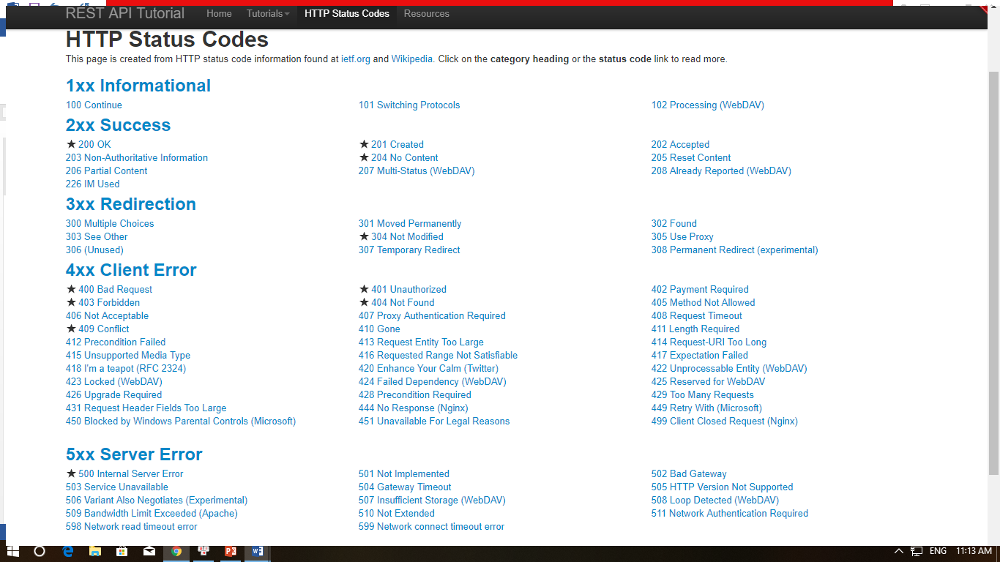 REST API Tutorial Home Tutorials HTTP Status Codes Resources
HTTP Status Codes
This page is created from HTTP status code information found at ietf.org and Wikipedia. Click on the category heading or the status code link to read more.
1xx Informational
100 Continue 101 Switching Protocols 102 Processing (WebDAV)
2xx Success
★ 200 OK ★ 201 Created 202 Accepted
203 Non-Authoritative Information ★ 204 No Content 205 Reset Content
206 Partial Content 207 Multi-Status (WebDAV) 208 Already Reported (WebDAV)
226 IM Used
3xx Redirection
300 Multiple Choices 301 Moved Permanently 302 Found
303 See Other ★ 304 Not Modified 305 Use Proxy
306 (Unused) 307 Temporary Redirect 308 Permanent Redirect (experimental)
4xx Client Error
★ 400 Bad Request ★ 401 Unauthorized 402 Payment Required
★ 403 Forbidden ★ 404 Not Found 405 Method Not Allowed
406 Not Acceptable 407 Proxy Authentication Required 408 Request Timeout
★ 409 Conflict 410 Gone 411 Length Required
412 Precondition Failed 413 Request Entity Too Large 414 Request-URI Too Long
415 Unsupported Media Type 416 Requested Range Not Satisfiable 417 Expectation Failed
418 I'm a teapot (RFC 2324) 420 Enhance Your Calm (Twitter) 422 Unprocessable Entity (WebDAV)
423 Locked (WebDAV) 424 Failed Dependency (WebDAV) 425 Reserved for WebDAV
426 Upgrade Required 428 Precondition Required 429 Too Many Requests
431 Request Header Fields Too Large 444 No Response (Nginx) 449 Retry With (Microsoft)
450 Blocked by Windows Parental Controls (Microsoft) 451 Unavailable For Legal Reasons 499 Client Closed Request (Nginx)
5xx Server Error
★ 500 Internal Server Error 501 Not Implemented 502 Bad Gateway
503 Service Unavailable 504 Gateway Timeout 505 HTTP Version Not Supported
506 Variant Also Negotiates (Experimental) 507 Insufficient Storage (WebDAV) 508 Loop Detected (WebDAV)
509 Bandwidth Limit Exceeded (Apache) 510 Not Extended 511 Network Authentication Required
598 Network read timeout error 599 Network connect timeout error
ENG 11:13 AM